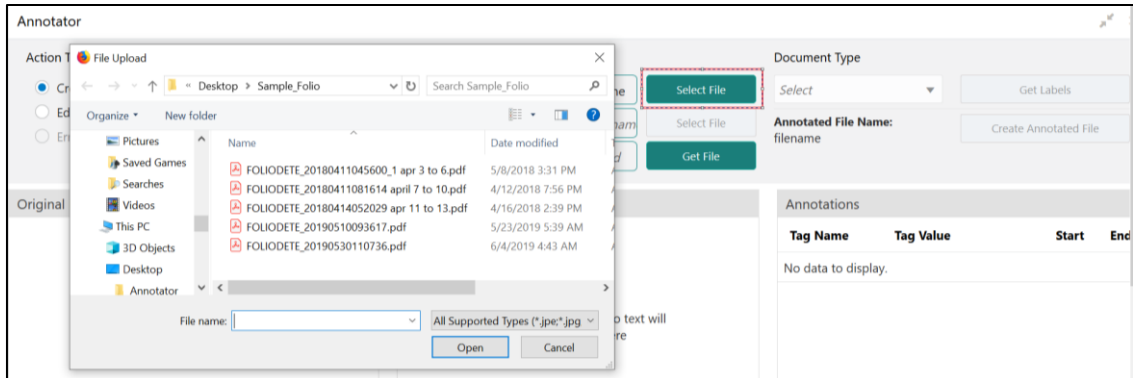 Annotator
Action T
File Upload
Document Type
Cr
Desktop > Sample_Folio
Search Sample_Folio
ne
Select File
Select
Get Labels
Ed
Organize
New folder
nam
Select File
Annotated File Name:
filename
Create Annotated File
En
d
Get File
Pictures
Saved Games
Searches
Videos
This PC
3D Objects
Desktop
Annotator
Name
Date modified
FOLIODETE_20180411045600_1 apr 3 to 6.pdf
5/8/2018 3:31 PM
FOLIODETE_20180411081614 april 7 to 10.pdf
4/12/2018 7:56 PM
FOLIODETE_20180414052029 apr 11 to 13.pdf
4/16/2018 2:39 PM
FOLIODETE_20190510093617.pdf
5/23/2019 5:39 AM
FOLIODETE_20190530110736.pdf
6/4/2019 4:43 AM
Original
Annotations
Tag Name
Tag Value
Start
End
No data to display.
File name:
All Supported Types (*.jpe;*.jpg
Open
Cancel
o text will
re